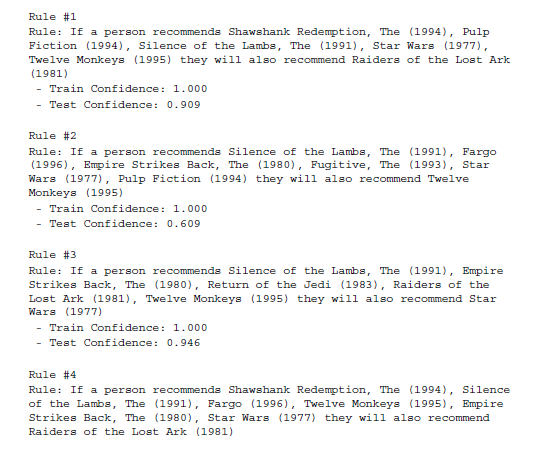 Rule #1
Rule: If a person recommends Shawshank Redemption, The (1994), Pulp
Fiction (1994), Silence of the Lambs, The (1991), Star Wars (1977),
Twelve Monkeys (1995) they will also recommend Raiders of the Lost Ark
(1981)
- Train Confidence: 1.000
- Test Confidence: 0.909
Rule #2
Rule: If a person recommends Silence of the Lambs, The (1991), Fargo
(1996), Empire Strikes Back, The (1980), Fugitive, The (1993), Star
Wars (1977), Pulp Fiction (1994) they will also recommend Twelve
Monkeys (1995)
- Train Confidence: 1.000
- Test Confidence: 0.609
Rule #3
Rule: If a person recommends Silence of the Lambs, The (1991), Empire
Strikes Back, The (1980), Return of the Jedi (1983), Raiders of the
Lost Ark (1981), Twelve Monkeys (1995) they will also recommend Star
Wars (1977)
- Train Confidence: 1.000
- Test Confidence: 0.946
Rule #4
Rule: If a person recommends Shawshank Redemption, The (1994), Silence
of the Lambs, The (1991), Fargo (1996), Twelve Monkeys (1995), Empire
Strikes Back, The (1980), Star Wars (1977) they will also recommend
Raiders of the Lost Ark (1981)